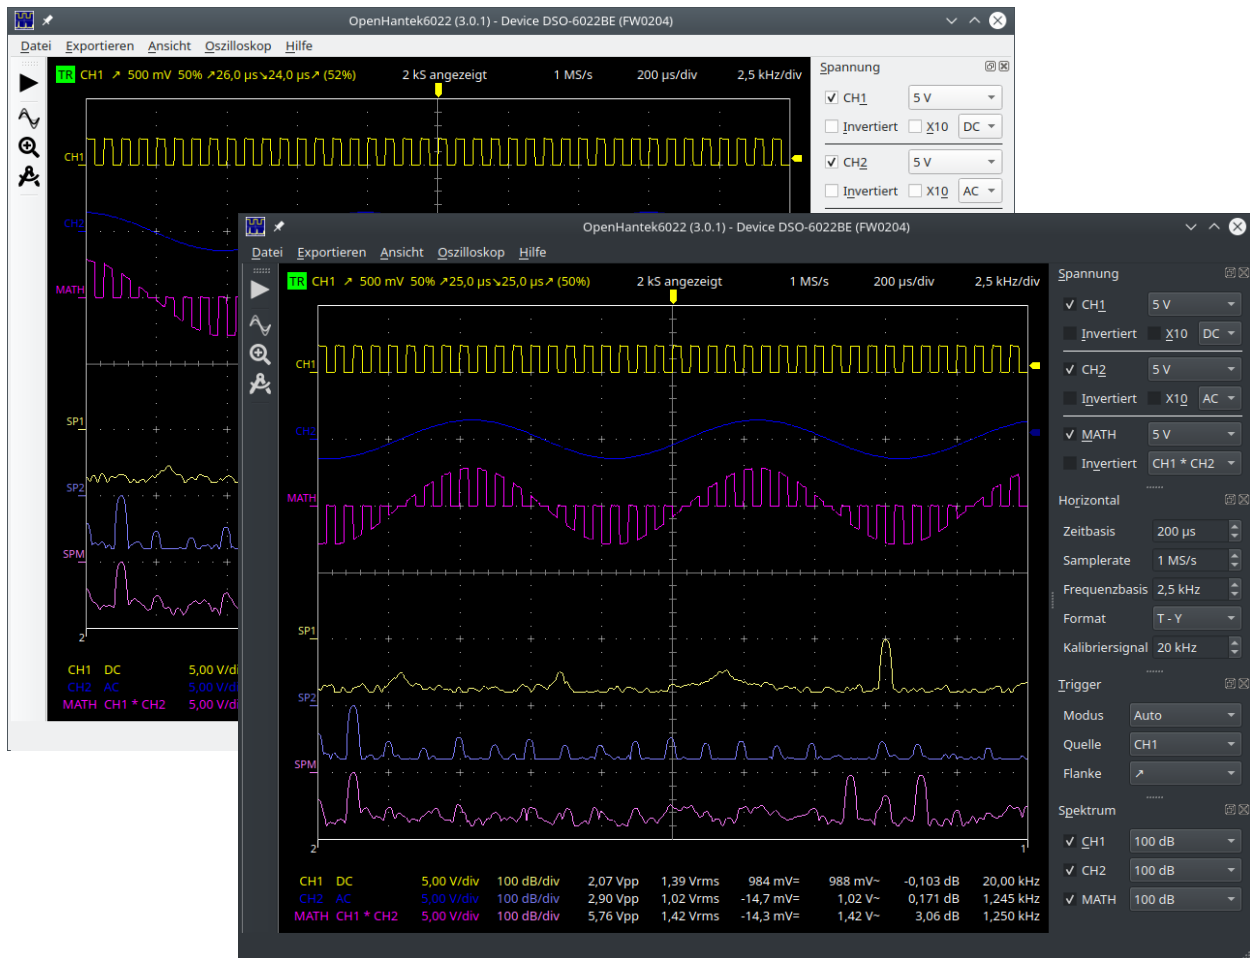 OpenHantek6022 (3.0.1) - Device DSO-6022BE (FW0204)
Datei Exportieren Ansicht Oszilloskop Hilfe
TR CH1 ↗ 500 mV 50% ↗26,0 µs↘24,0 µs↗ (52%) 2 kS angezeigt 1 MS/s 200 µs/div 2,5 kHz/div
Spannung
CH1 5 V
Invertiert X10 DC
CH2 5 V
Invertiert X10 AC
CH1
CH2
MATH
SP1
SP2
SPM
2
CH1 DC 5,00 V/di
CH2 AC 5,00 V/di
MATH CH1 * CH2 5,00 V/di
OpenHantek6022 (3.0.1) - Device DSO-6022BE (FW0204)
Datei Exportieren Ansicht Oszilloskop Hilfe
TR CH1 ↗ 500 mV 50% ↗25,0 µs↘25,0 µs↗ (50%) 2 kS angezeigt 1 MS/s 200 µs/div 2,5 kHz/div
CH1
CH2
MATH
SP1
SP2
SPM
2 1
CH1 DC 5,00 V/div 100 dB/div 2,07 Vpp 1,39 Vrms 984 mV= 988 mV~ -0,103 dB 20,00 kHz
CH2 AC 5,00 V/div 100 dB/div 2,90 Vpp 1,02 Vrms -14,7 mV= 1,02 V~ 0,171 dB 1,245 kHz
MATH CH1 * CH2 5,00 V/div 100 dB/div 5,76 Vpp 1,42 Vrms -14,3 mV= 1,42 V~ 3,06 dB 1,250 kHz
Spannung
CH1 5 V
Invertiert X10 DC
CH2 5 V
Invertiert X10 AC
MATH 5 V
Invertiert CH1 * CH2
Horizontal
Zeitbasis 200 µs
Samplerate 1 MS/s
Frequenzbasis 2,5 kHz
Format T - Y
Kalibriersignal 20 kHz
Trigger
Modus Auto
Quelle CH1
Flanke ↗
Spektrum
CH1 100 dB
CH2 100 dB
MATH 100 dB